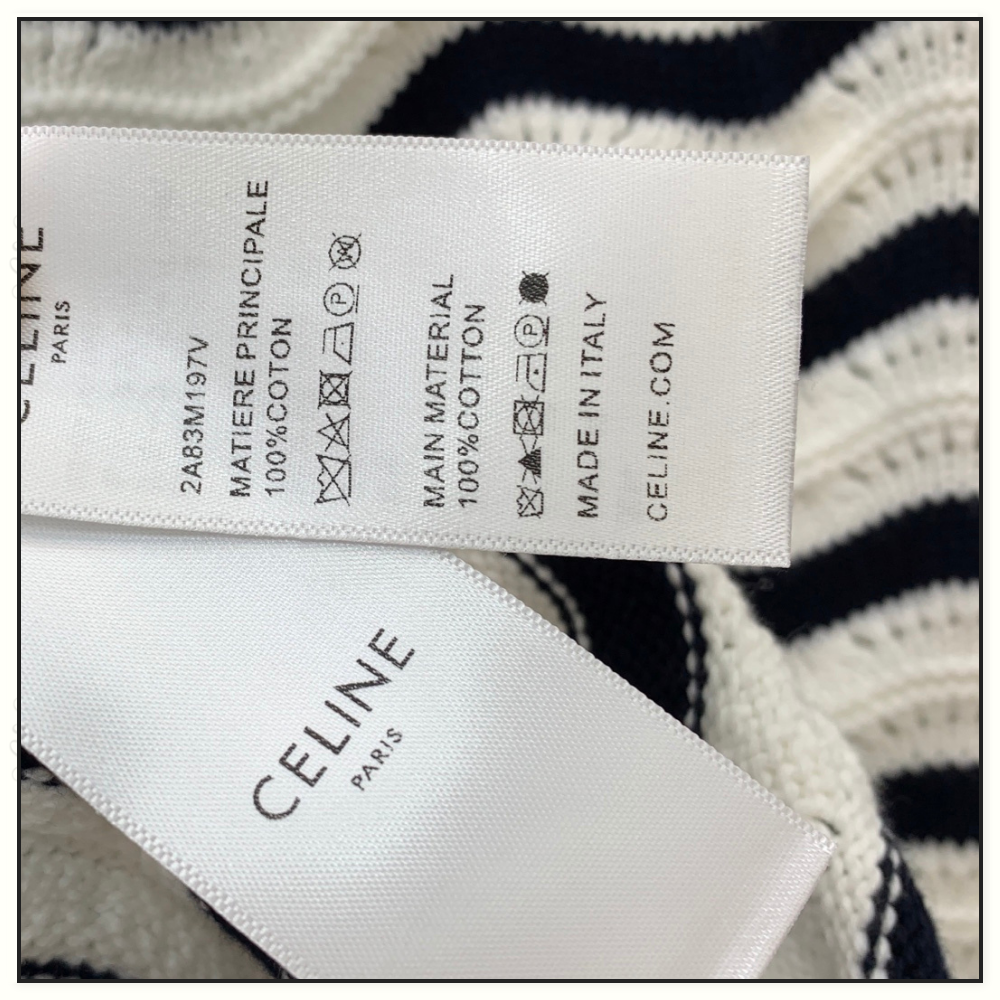 CELINE
PARIS
2A83M197V
MATIERE PRINCIPALE
100%COTON
P
MAIN MATERIAL
100%COTTON
P
MADE IN ITALY
CELINE.COM
CELINE
PARIS